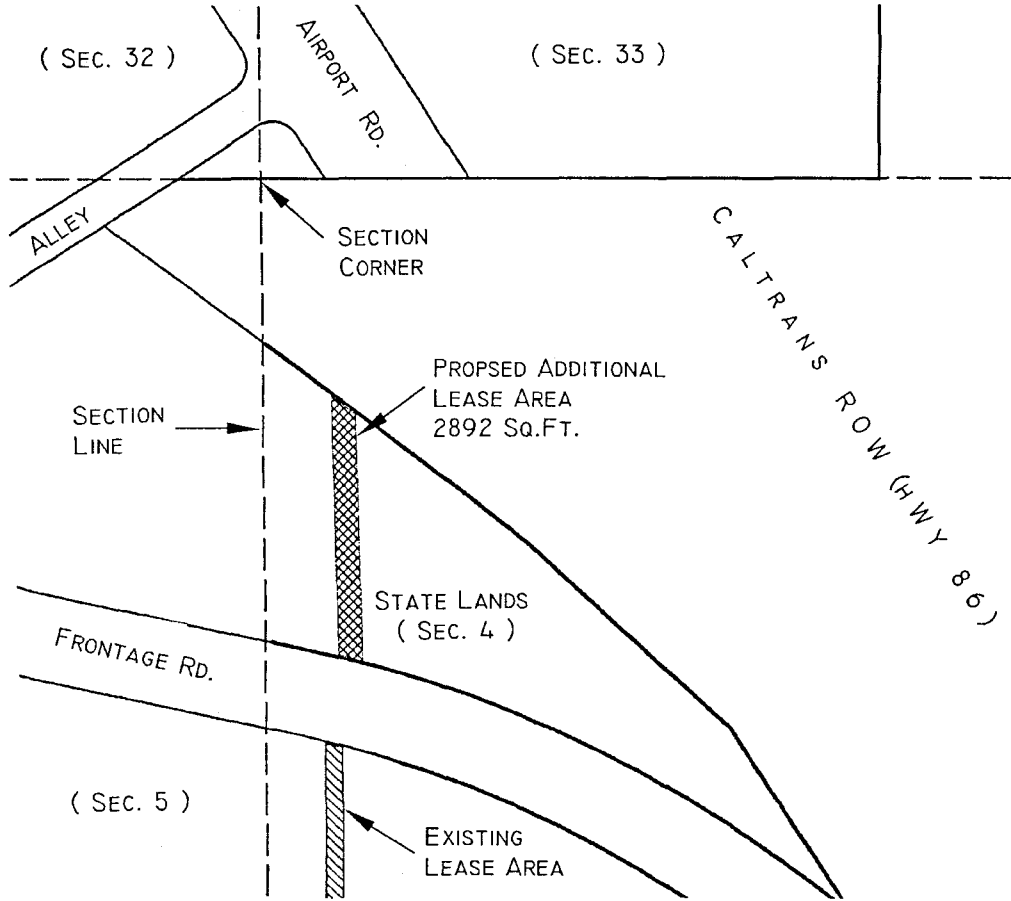 ( SEC. 32 )
AIRPORT RD.
( SEC. 33 )
ALLEY
SECTION
CORNER
CALTRANS ROW (HWY 86)
PROPSED ADDITIONAL
LEASE AREA
2892 SQ.FT.
SECTION
LINE
STATE LANDS
( SEC. 4 )
FRONTAGE RD.
( SEC. 5 )
EXISTING
LEASE AREA